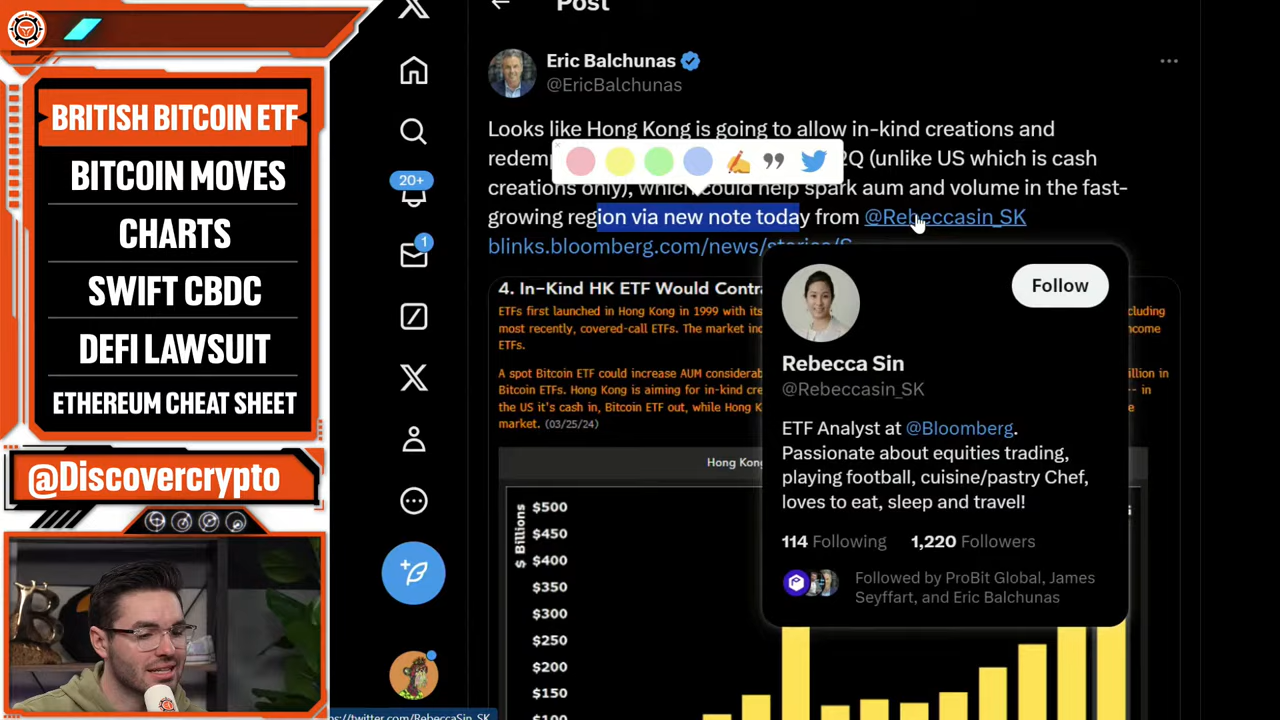 BRITISH BITCOIN ETF
BITCOIN MOVES
CHARTS
SWIFT CBDC
DEFI LAWSUIT
ETHEREUM CHEAT SHEET
@Discovercrypto
20+
1
Post
Eric Balchunas
@EricBalchunas
Looks like Hong Kong is going to allow in-kind creations and
redemp 2Q (unlike US which is cash
creations only), which could help spark aum and volume in the fast-
growing region via new note today from @Rebeccasin_SK
blinks.bloomberg.com/news/stories/S
4. In-Kind HK ETF Would Contra
ETFs first launched in Hong Kong in 1999 with its cluding
most recently, covered-call ETFs. The market ind ncome
ETFs.
A spot Bitcoin ETF could increase AUM considerab illion in
Bitcoin ETFs. Hong Kong is aiming for in-kind cre -- in
the US it's cash in, Bitcoin ETF out, while Hong K he
market. (03/25/24)
Hong Kong
$ Billions
$500
$450
$400
$350
$300
$250
$200
$150
$100
Follow
Rebecca Sin
@Rebeccasin_SK
ETF Analyst at @Bloomberg.
Passionate about equities trading,
playing football, cuisine/pastry Chef,
loves to eat, sleep and travel!
114 Following 1,220 Followers
Followed by ProBit Global, James
Seyffart, and Eric Balchunas
ps://twitter.com/RebeccaSin_SK